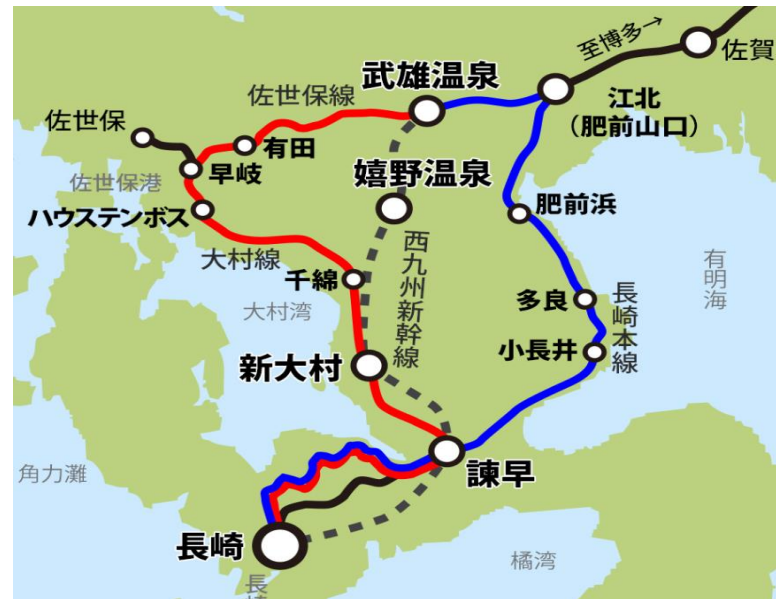 至博多→
佐賀
武雄温泉
江北
（肥前山口）
佐世保線
佐世保
有田
早岐
佐世保港
嬉野温泉
ハウステンボス
肥前浜
大村線
西九州新幹線
有明海
千綿
大村湾
多良
長崎本線
小長井
新大村
諫早
角力灘
長崎
橘湾
長崎